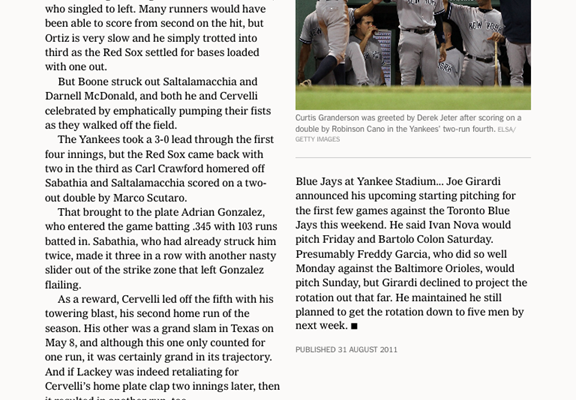 who singled to left. Many runners would have
been able to score from second on the hit, but
Ortiz is very slow and he simply trotted into
third as the Red Sox settled for bases loaded
with one out.
But Boone struck out Saltalamacchia and
Darnell McDonald, and both he and Cervelli
celebrated by emphatically pumping their fists
as they walked off the field.
The Yankees took a 3-0 lead through the first
four innings, but the Red Sox came back with
two in the third as Carl Crawford homered off
Sabathia and Saltalamacchia scored on a two-
out double by Marco Scutaro.
That brought to the plate Adrian Gonzalez,
who entered the game batting .345 with 103 runs
batted in. Sabathia, who had already struck him
twice, made it three in a row with another nasty
slider out of the strike zone that left Gonzalez
flailing.
As a reward, Cervelli led off the fifth with his
towering blast, his second home run of the
season. His other was a grand slam in Texas on
May 8, and although this one only counted for
one run, it was certainly grand in its trajectory.
And if Lackey was indeed retaliating for
Cervelli's home plate clap two innings later, then
it resulted in another run, too.
NEW YORK
Curtis Granderson was greeted by Derek Jeter after scoring on a
double by Robinson Cano in the Yankees' two-run fourth. ELSA/
GETTY IMAGES
Blue Jays at Yankee Stadium... Joe Girardi
announced his upcoming starting pitching for
the first few games against the Toronto Blue
Jays this weekend. He said Ivan Nova would
pitch Friday and Bartolo Colon Saturday.
Presumably Freddy Garcia, who did so well
Monday against the Baltimore Orioles, would
pitch Sunday, but Girardi declined to project the
rotation out that far. He maintained he still
planned to get the rotation down to five men by
next week. ■
PUBLISHED 31 AUGUST 2011